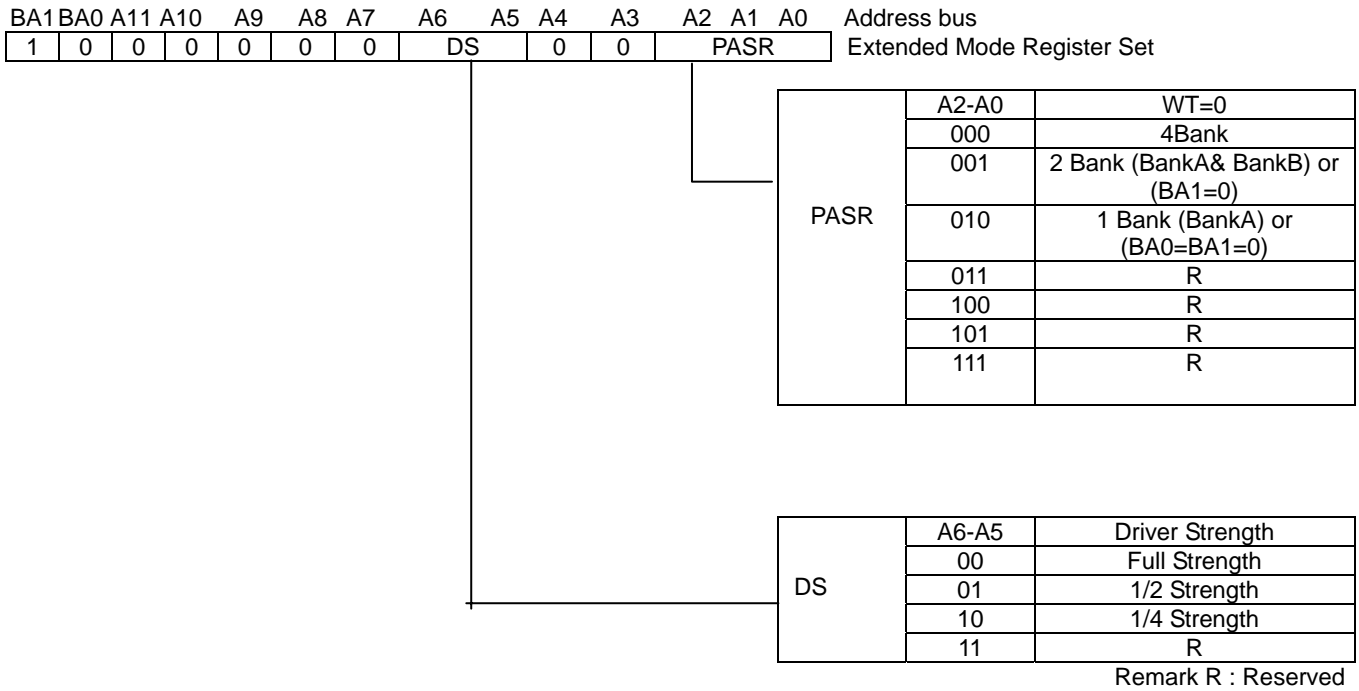 BA1 BA0 A11 A10 A9 A8 A7 A6 A5 A4 A3 A2 A1 A0 Address bus
1 0 0 0 0 0 0 DS 0 0 PASR Extended Mode Register Set
PASR
A2-A0 WT=0
000 4Bank
001 2 Bank (BankA& BankB) or
(BA1=0)
010 1 Bank (BankA) or
(BA0=BA1=0)
011 R
100 R
101 R
111 R
DS
A6-A5 Driver Strength
00 Full Strength
01 1/2 Strength
10 1/4 Strength
11 R
Remark R : Reserved